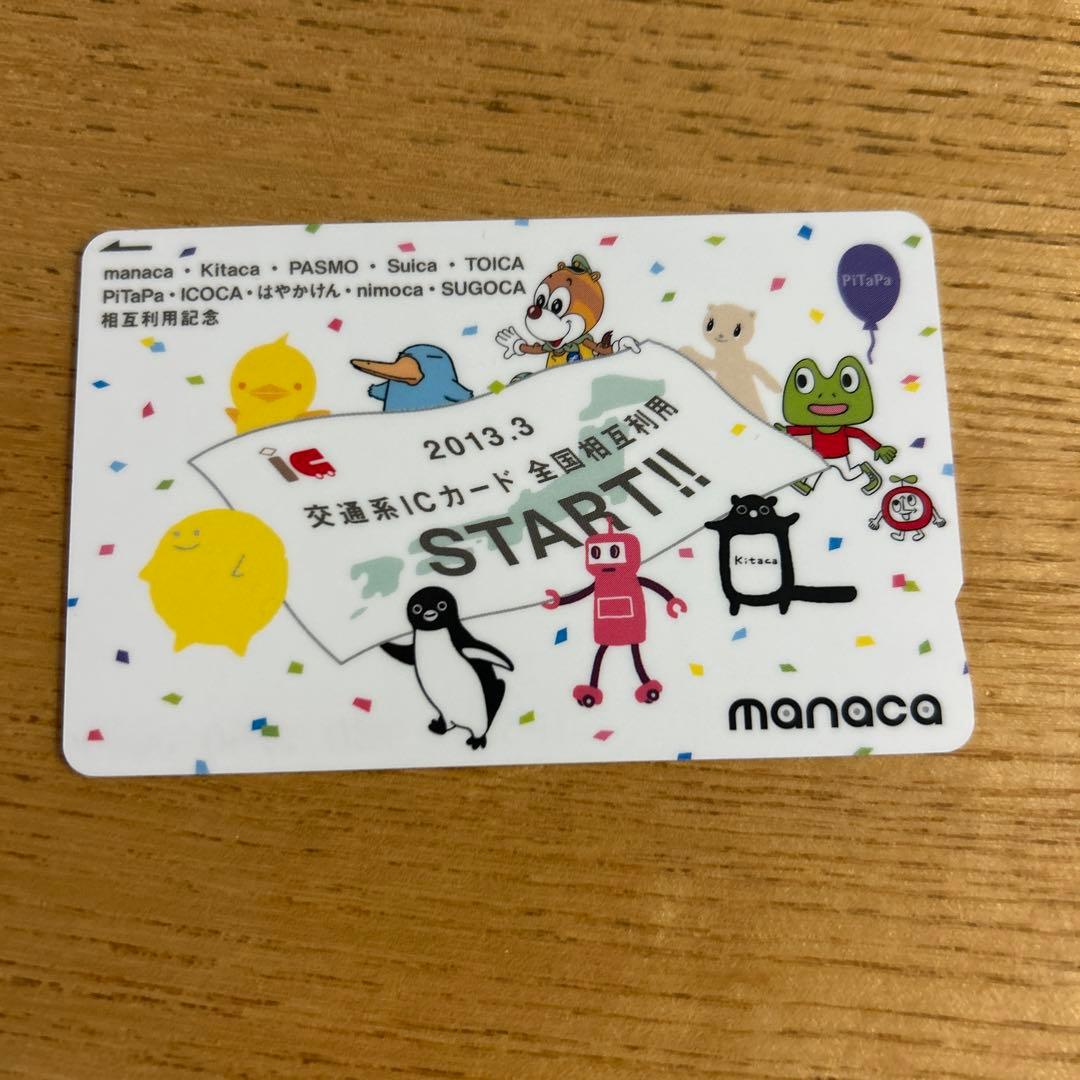 manaca・Kitaca・PASMO・Suica・TOICA
PiTaPa・ICOCA・はやかけん・nimoca・SUGOCA
相互利用記念
PiTaPa
ic
2013.3
交通系ICカード 全国相互利用
START!!
Kitaca
manaca